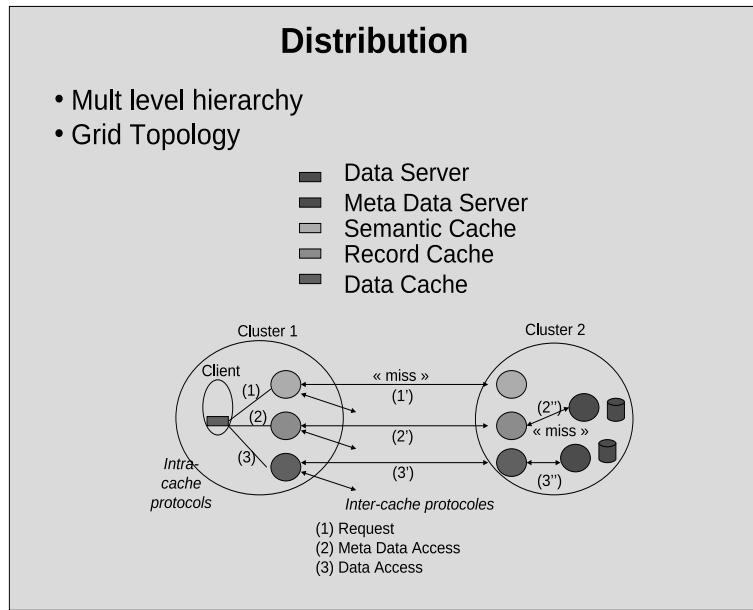 Distribution
• Mult level hierarchy
• Grid Topology
Data Server
Meta Data Server
Semantic Cache
Record Cache
Data Cache
Cluster 1
Cluster 2
Client
« miss »
(1)
(1’)
(2)
(2’)
(2’’)
« miss »
(3)
(3’)
(3’’)
Intra-
cache
protocols
Inter-cache protocoles
(1) Request
(2) Meta Data Access
(3) Data Access